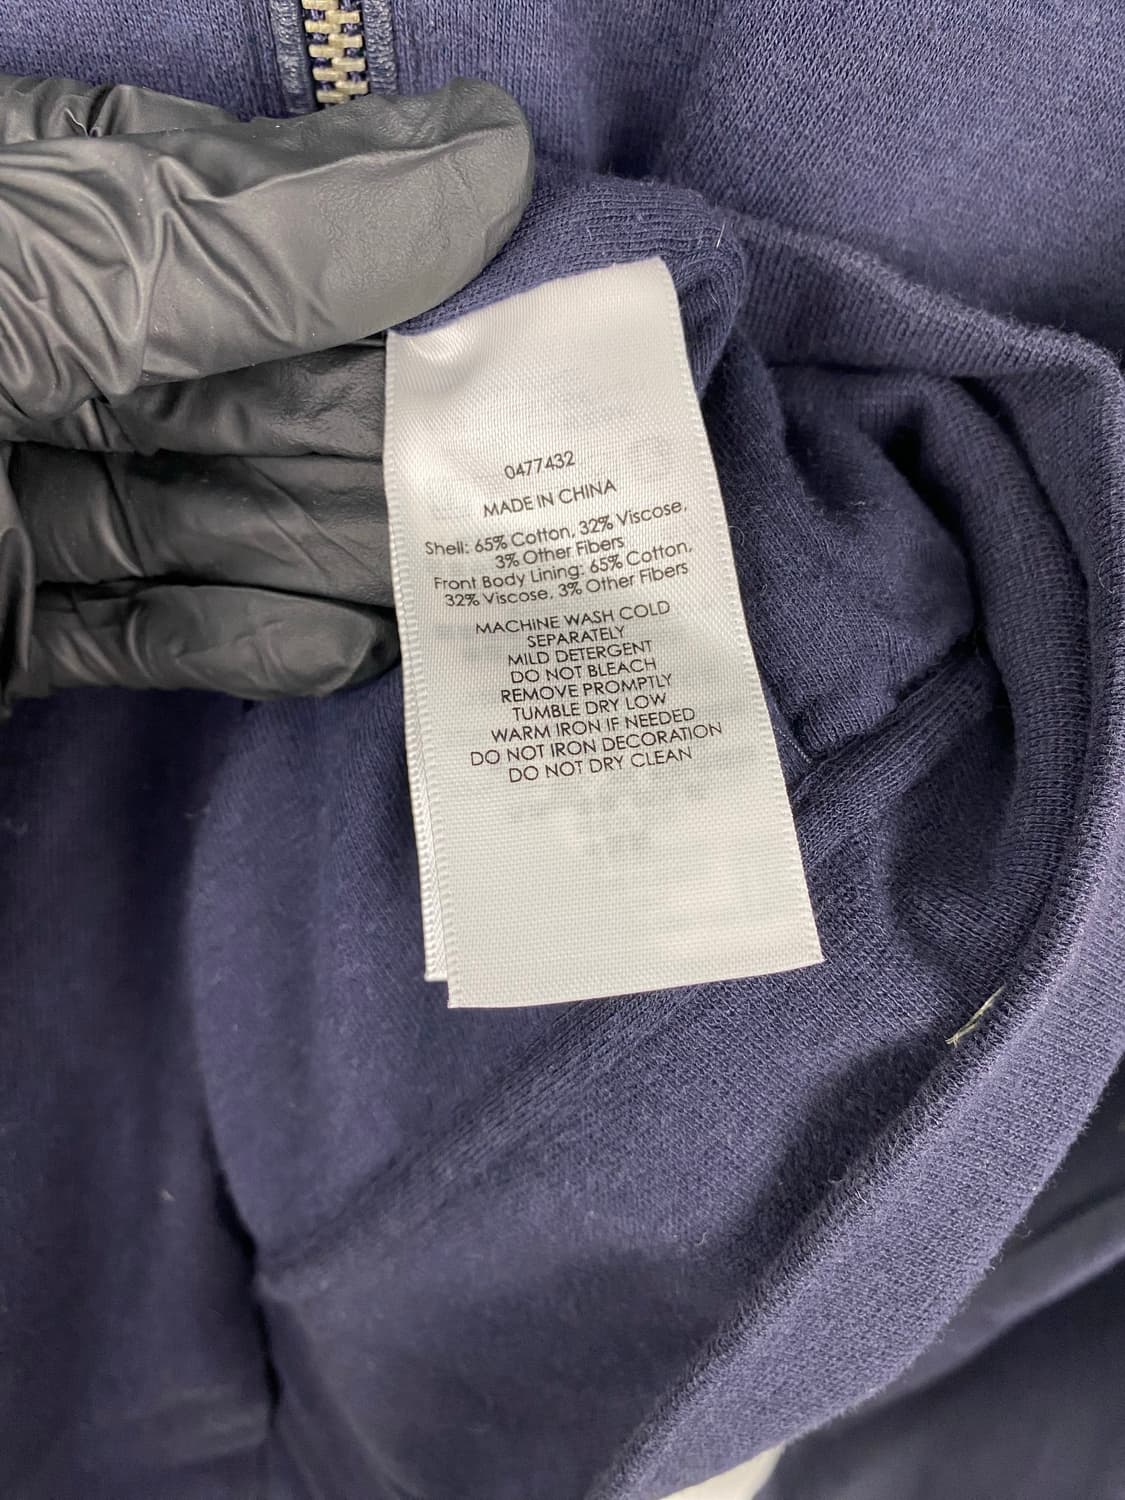 0477432
MADE IN CHINA
Shell: 65% Cotton, 32% Viscose,
3% Other Fibers
Front Body Lining: 65% Cotton,
32% Viscose, 3% Other Fibers
MACHINE WASH COLD
SEPARATELY
MILD DETERGENT
DO NOT BLEACH
REMOVE PROMPTLY
TUMBLE DRY LOW
WARM IRON IF NEEDED
DO NOT IRON DECORATION
DO NOT DRY CLEAN